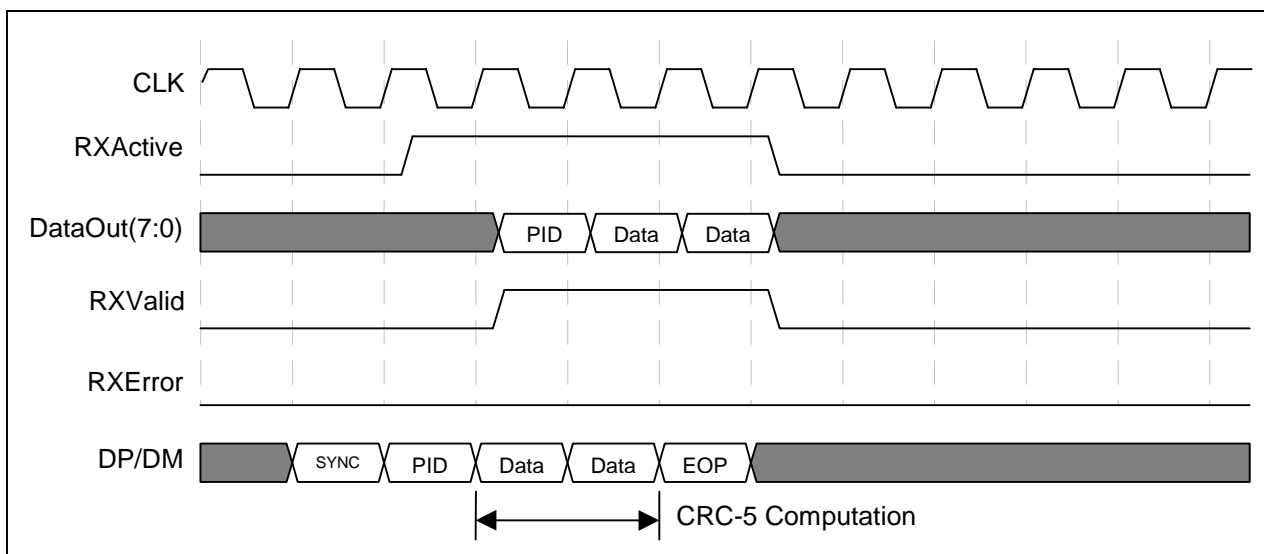 CLK
RXActive
DataOut(7:0)
PID Data Data
RXValid
RXError
DP/DM
SYNC PID Data Data EOP
CRC-5 Computation